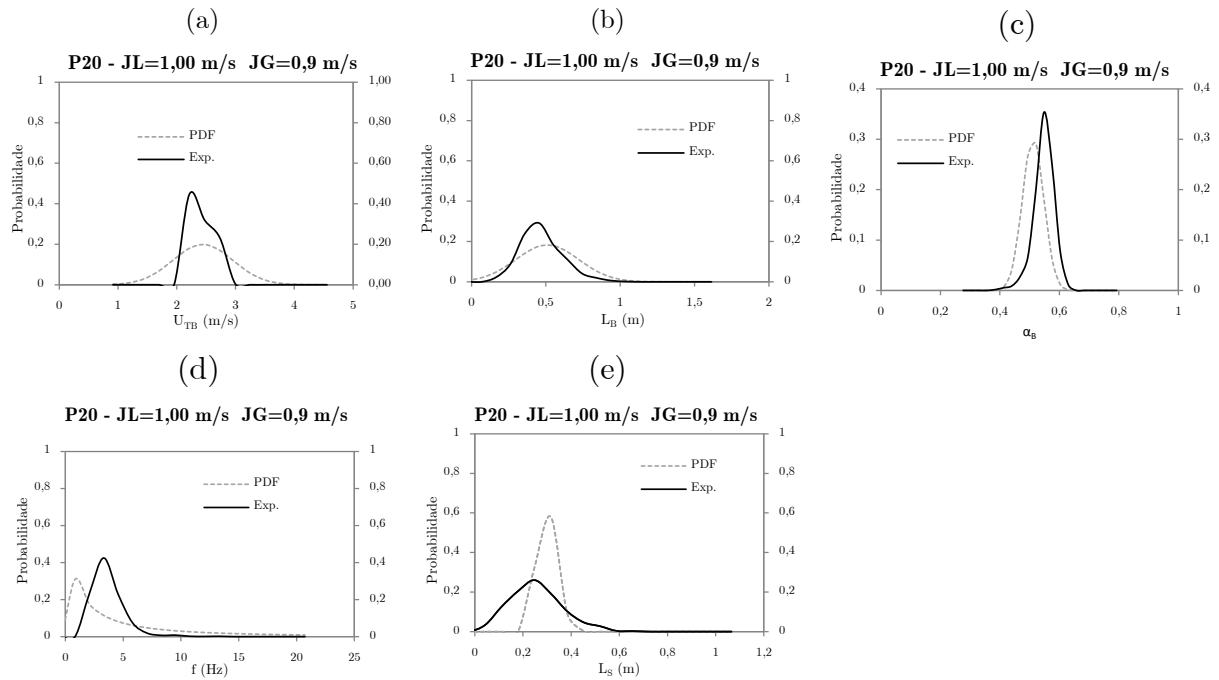 (a)
P20 - JL=1,00 m/s JG=0,9 m/s
Probabilidade
1
0,8
0,6
0,4
0,2
0
1,00
0,80
0,60
0,40
0,20
0,00
PDF
Exp.
0 1 2 3 4 5
U_TB (m/s)
(b)
P20 - JL=1,00 m/s JG=0,9 m/s
Probabilidade
1
0,8
0,6
0,4
0,2
0
1
0,8
0,6
0,4
0,2
0
PDF
Exp.
0 0,5 1 1,5 2
L_B (m)
(c)
P20 - JL=1,00 m/s JG=0,9 m/s
Probabilidade
0,4
0,3
0,2
0,1
0
0,4
0,3
0,2
0,1
0
PDF
Exp.
0 0,2 0,4 0,6 0,8 1
α_B
(d)
P20 - JL=1,00 m/s JG=0,9 m/s
Probabilidade
1
0,8
0,6
0,4
0,2
0
1
0,8
0,6
0,4
0,2
0
PDF
Exp.
0 5 10 15 20 25
f (Hz)
(e)
P20 - JL=1,00 m/s JG=0,9 m/s
Probabilidade
1
0,8
0,6
0,4
0,2
0
1
0,8
0,6
0,4
0,2
0
PDF
Exp.
0 0,2 0,4 0,6 0,8 1 1,2
L_S (m)